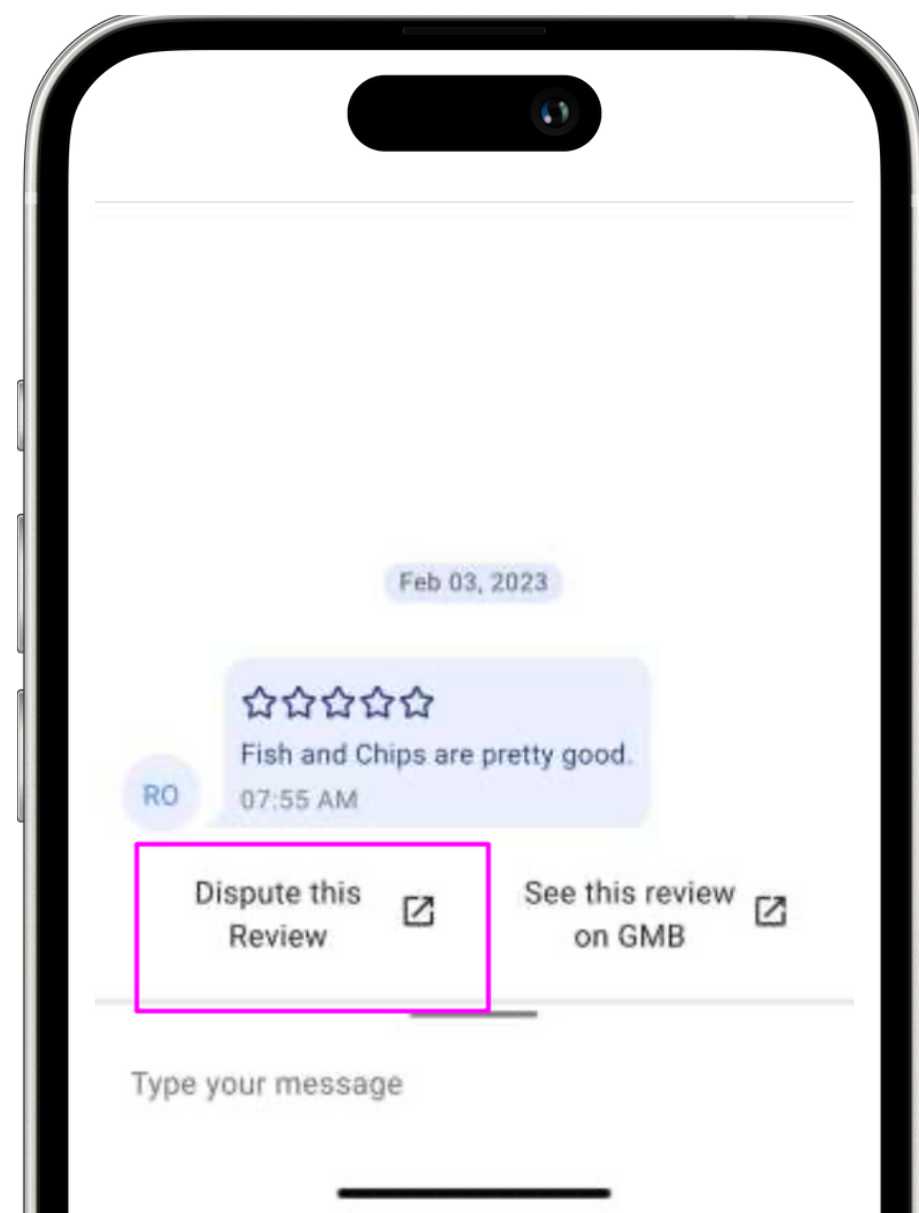 Feb 03, 2023
Fish and Chips are pretty good.
RO
07:55 AM
Dispute this
Review
See this review
on GMB
Type your message